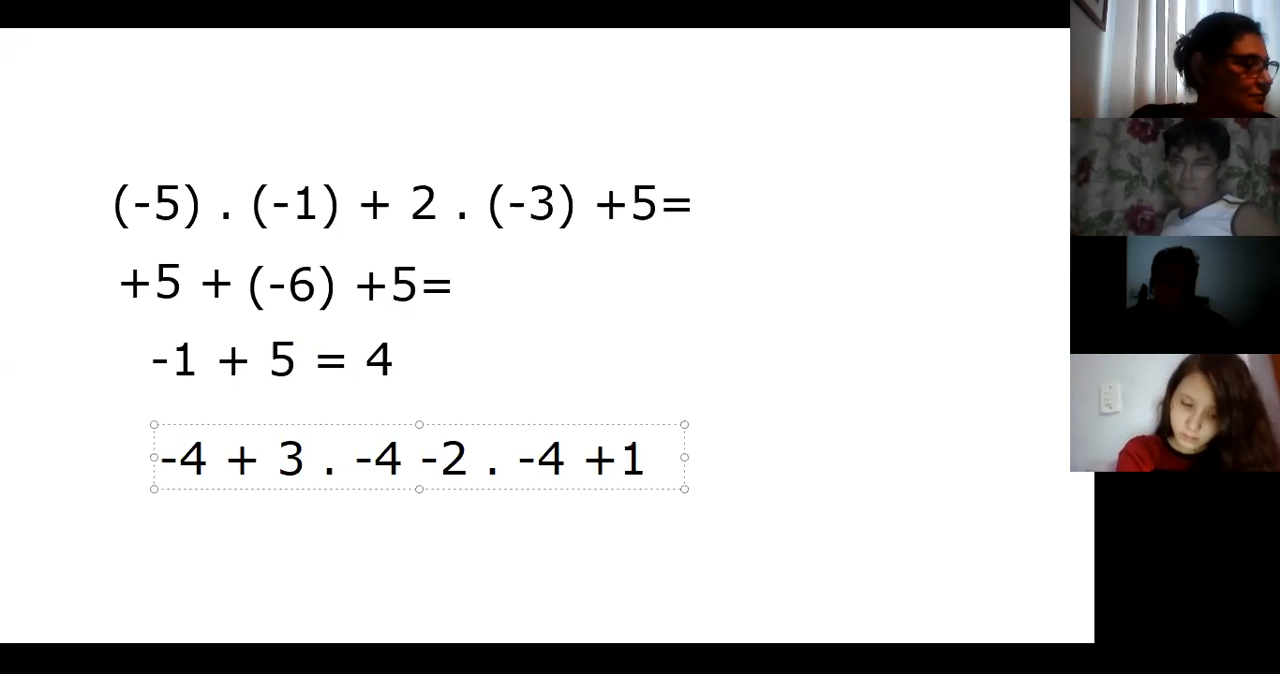 (-5) . (-1) + 2 . (-3) +5=
+5 + (-6) +5=
-1 + 5 = 4
-4 + 3 . -4 -2 . -4 +1